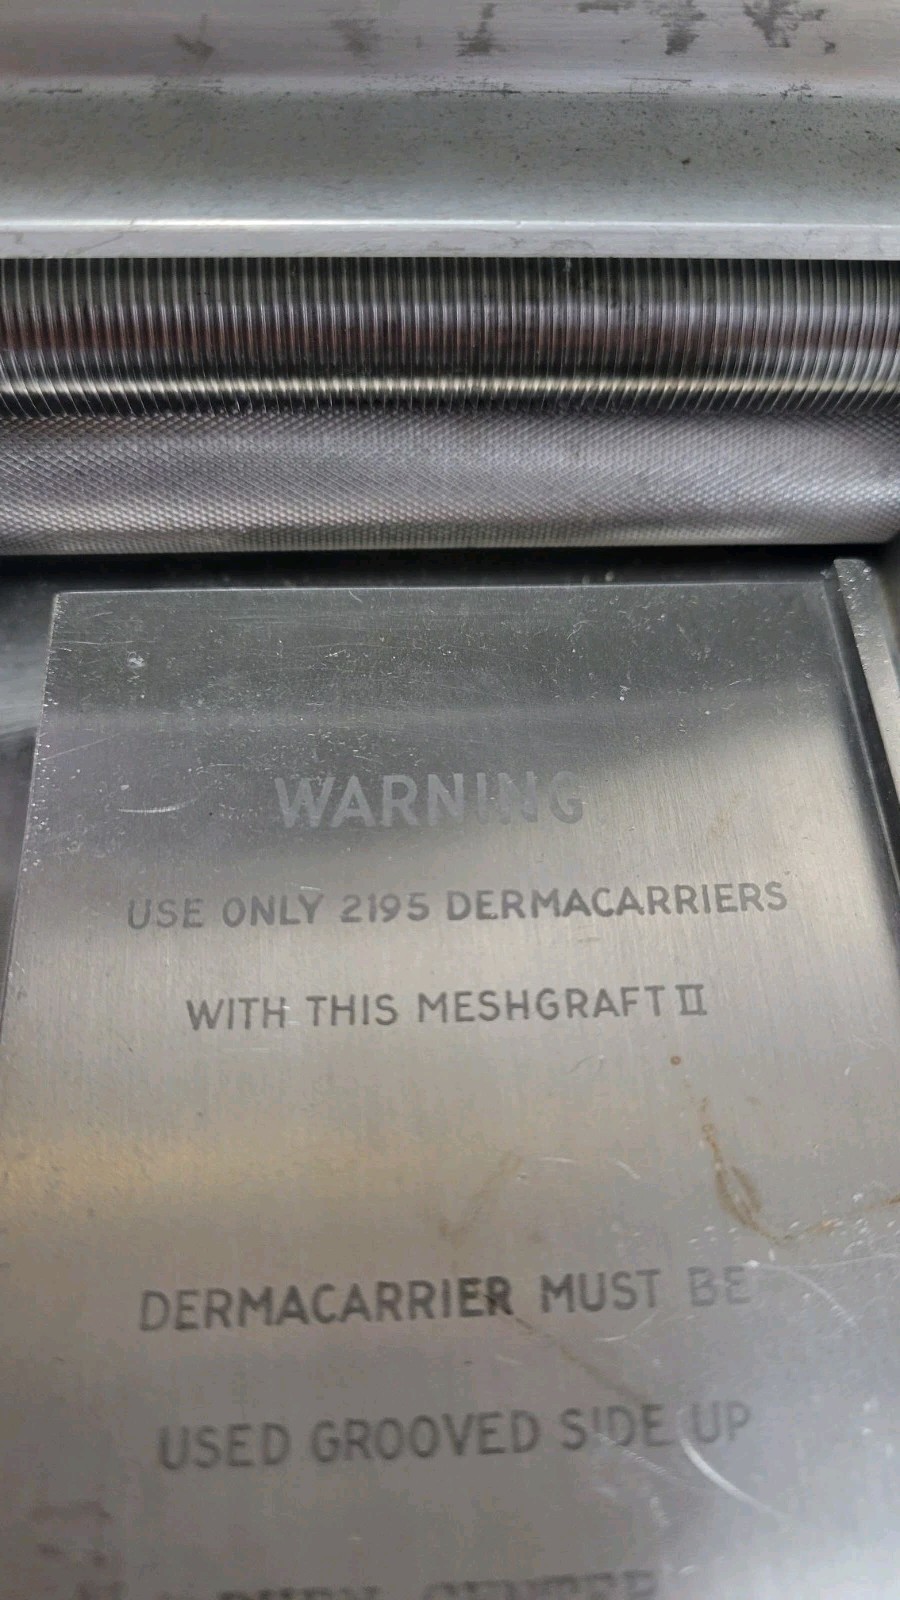 WARNING
USE ONLY 2195 DERMACARRIERS
WITH THIS MESHGRAFT II
DERMACARRIER MUST BE
USED GROOVED SIDE UP